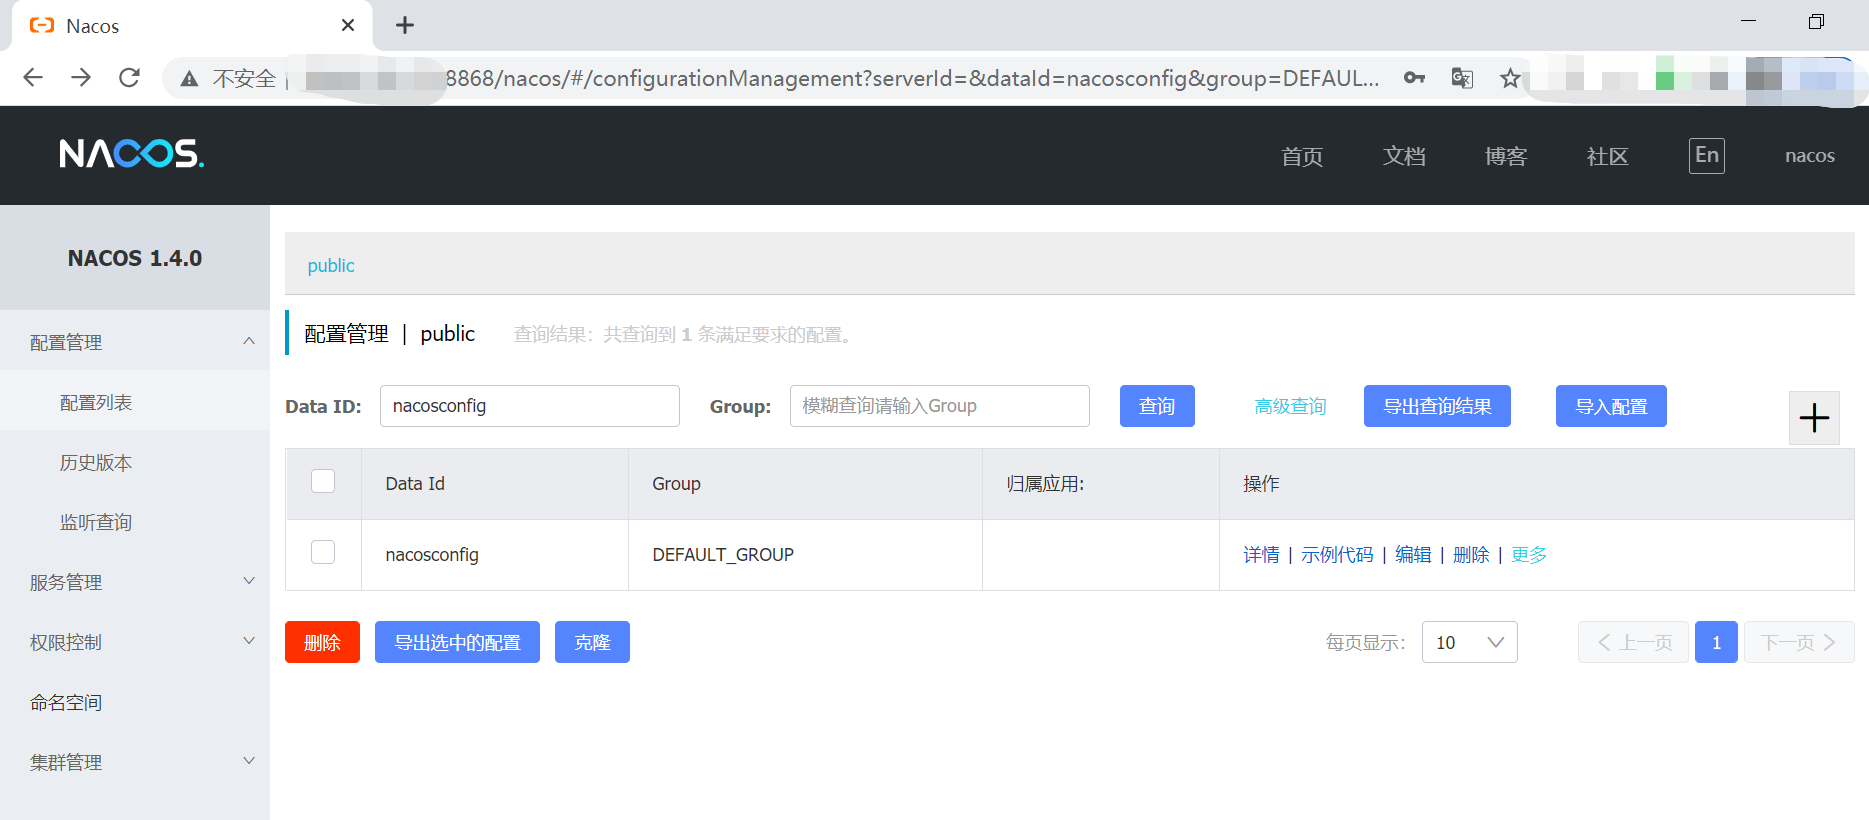 Nacos
不安全
8868/nacos/#/configurationManagement?serverId=&dataId=nacosconfig&group=DEFAUL...
NACOS.
首页 文档 博客 社区 En nacos
NACOS 1.4.0
配置管理
配置列表
历史版本
监听查询
服务管理
权限控制
命名空间
集群管理
public
配置管理 | public 查询结果：共查询到 1 条满足要求的配置。
Data ID: nacosconfig Group: 模糊查询请输入Group 查询 高级查询 导出查询结果 导入配置
Data Id Group 归属应用: 操作
nacosconfig DEFAULT_GROUP 详情 | 示例代码 | 编辑 | 删除 | 更多
删除 导出选中的配置 克隆 每页显示： 10 上一页 1 下一页